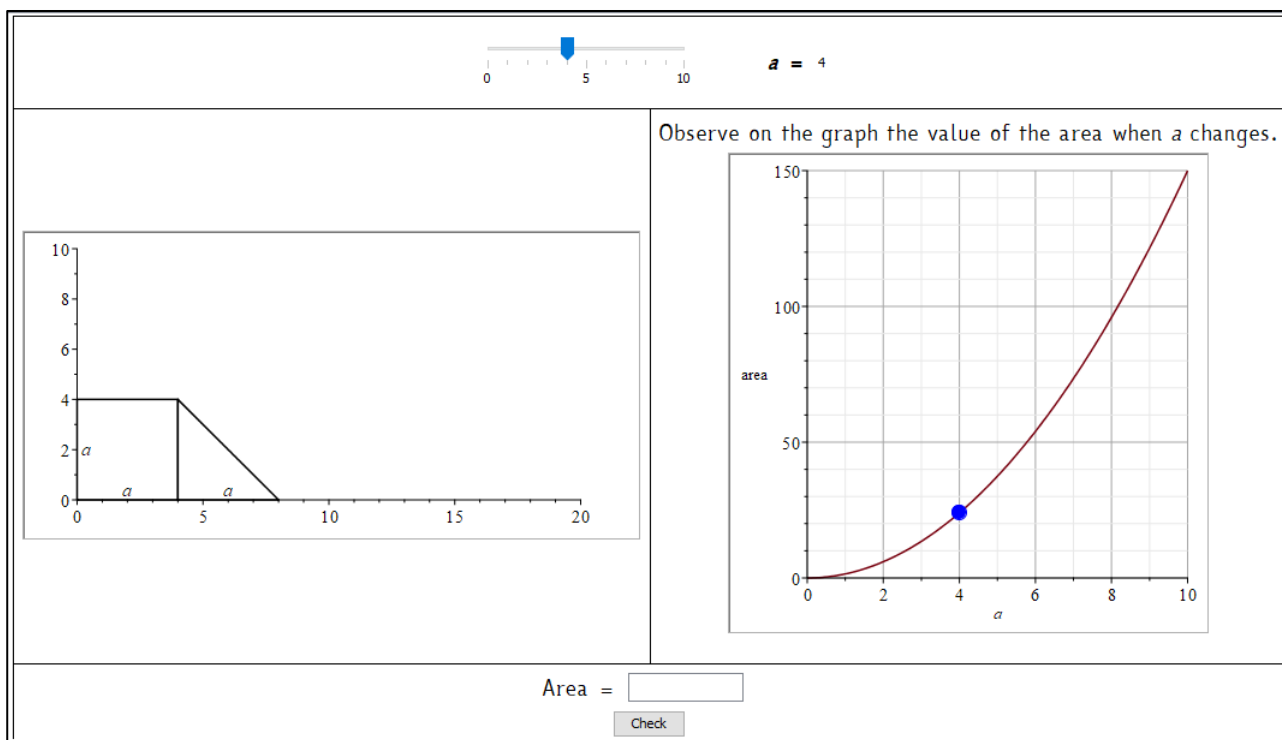 0 5 10
a = 4
Observe on the graph the value of the area when a changes.
10
8
6
4
2 a
a a
0
0 5 10 15 20
150
100
area
50
0
0 2 4 6 8 10
a
Area =
Check